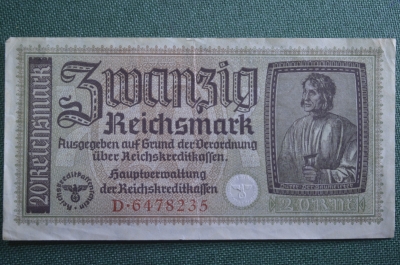 Zwanzig
Reichsmark
Ausgegeben auf Grund der Verordnung
über Reichskreditkassen.
Hauptverwaltung
der Reichskreditkassen
D·6478235
20 Reichsmark